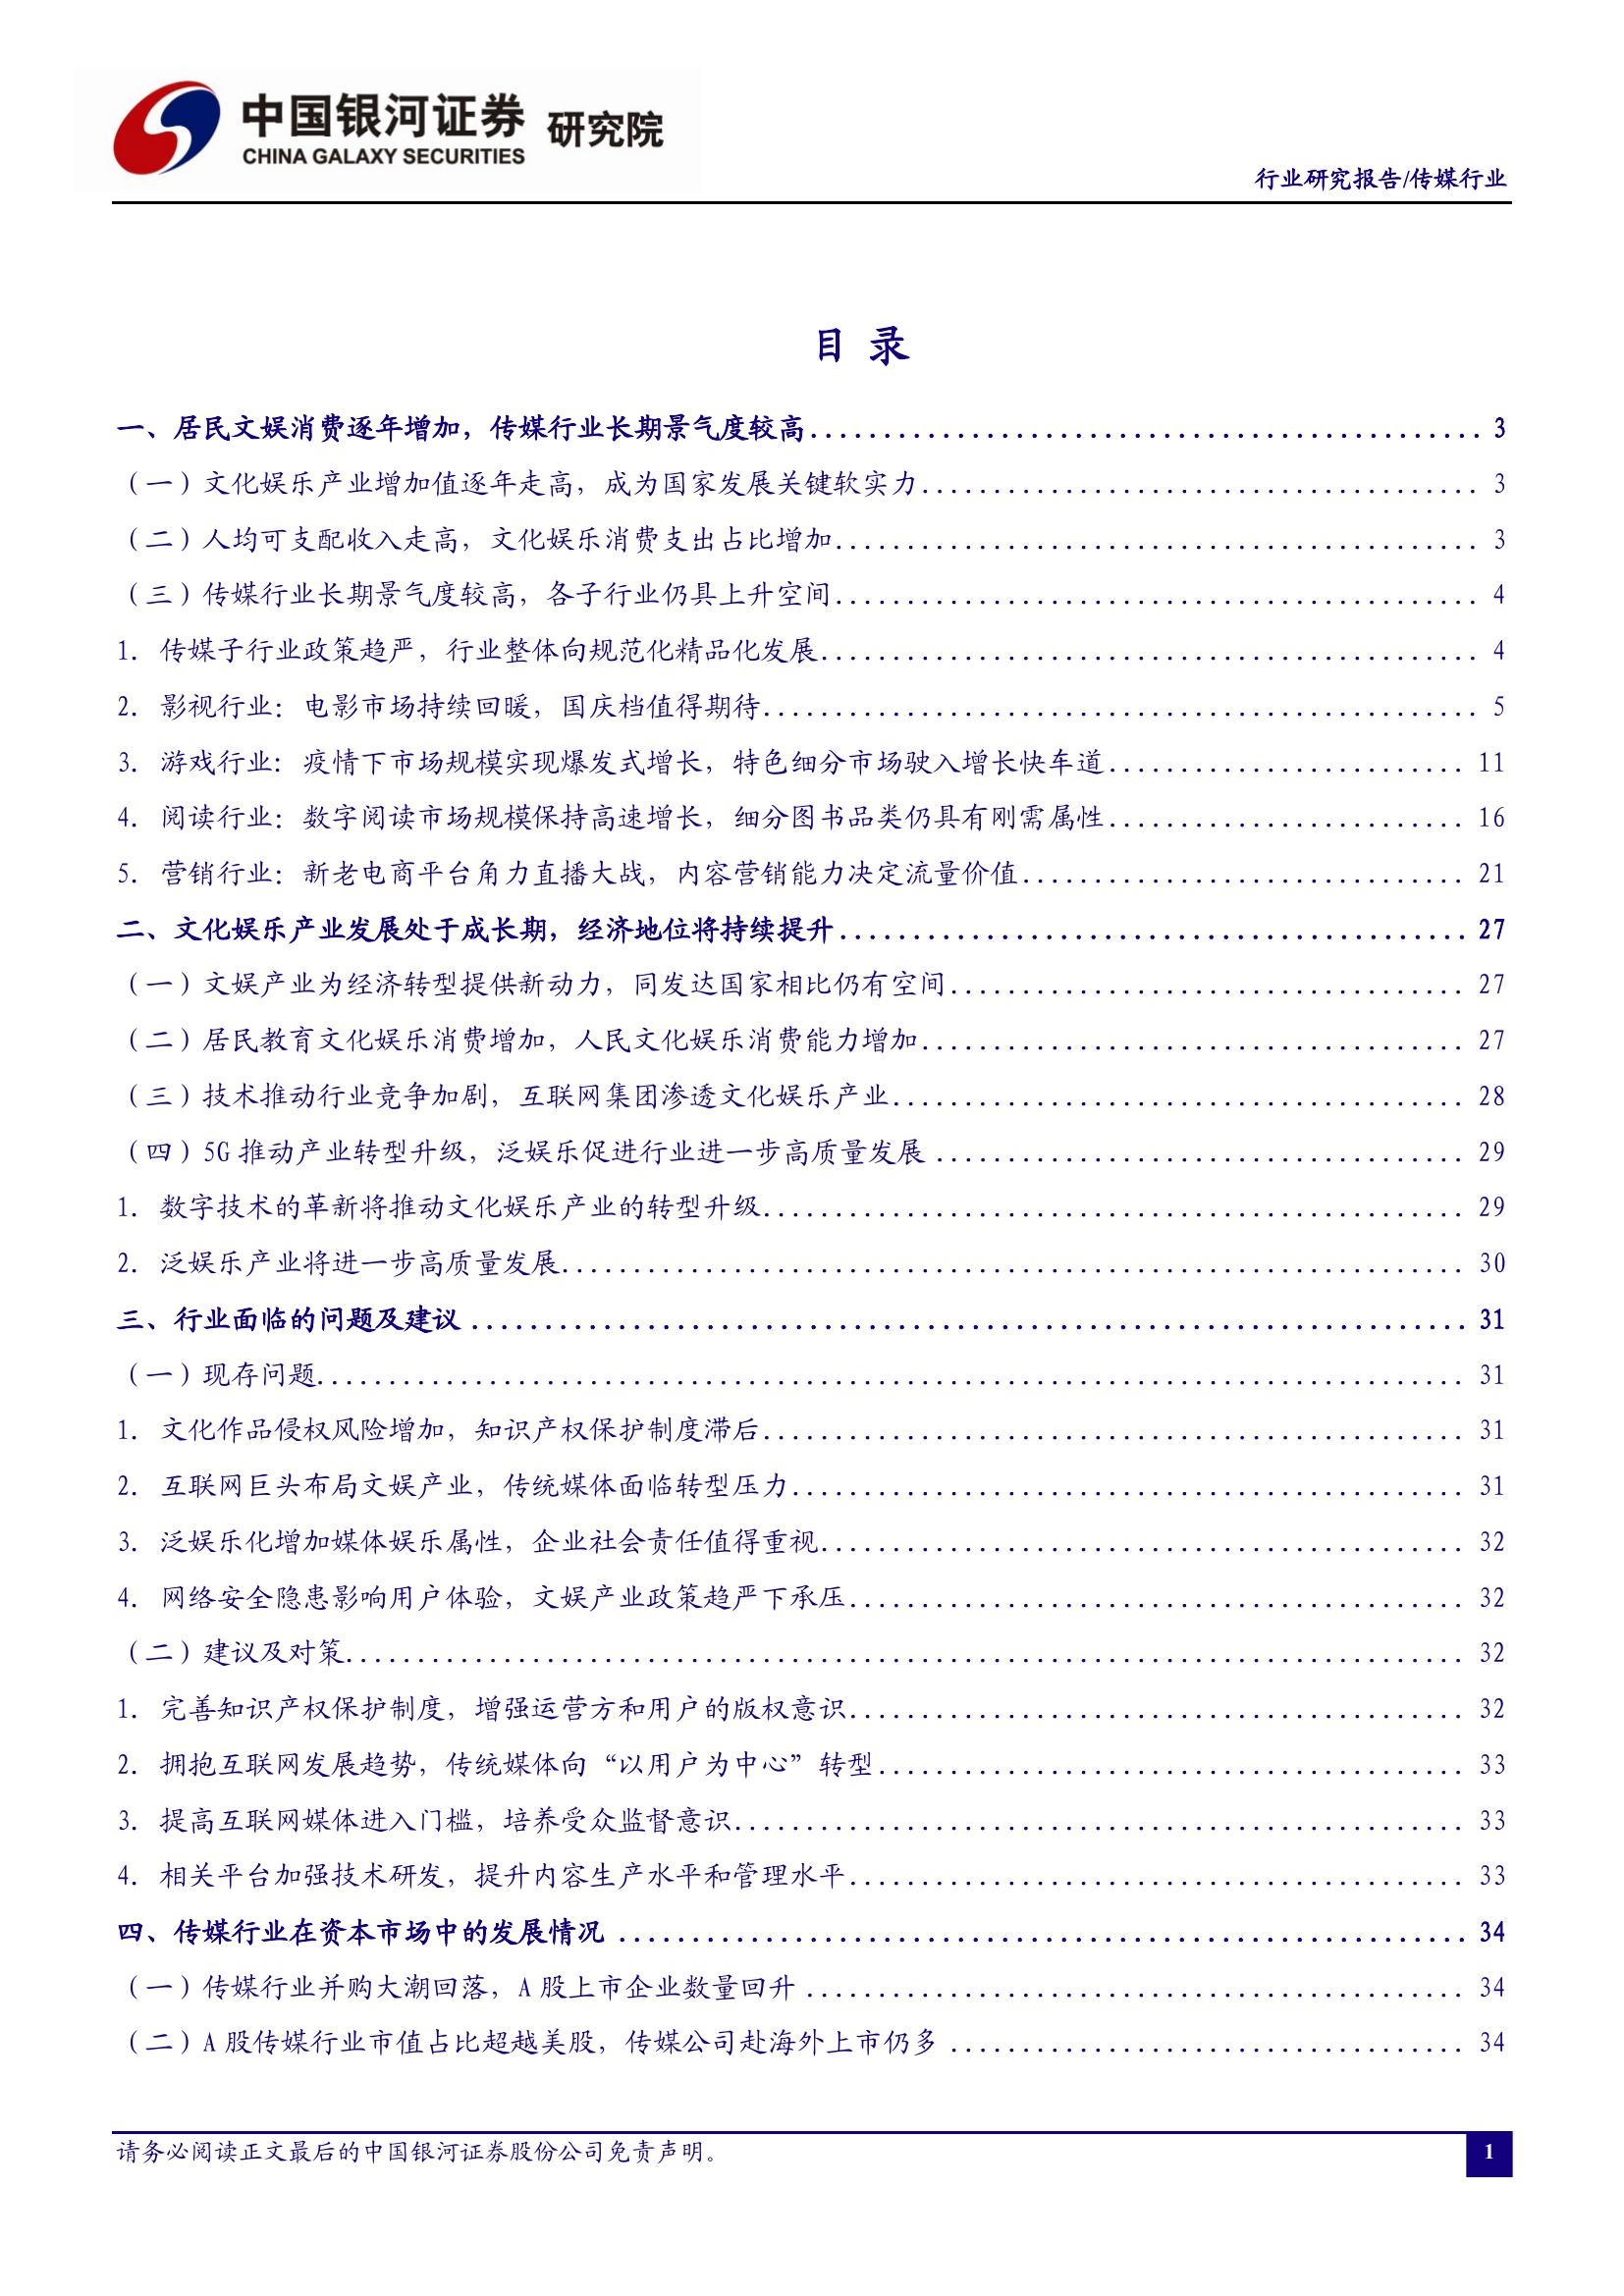 中国银河证券 研究院
CHINA GALAXY SECURITIES
行业研究报告/传媒行业
目 录
一、居民文娱消费逐年增加，传媒行业长期景气度较高................................................ 3
（一）文化娱乐产业增加值逐年走高，成为国家发展关键软实力....................................... 3
（二）人均可支配收入走高，文化娱乐消费支出占比增加............................................. 3
（三）传媒行业长期景气度较高，各子行业仍具上升空间............................................. 4
1. 传媒子行业政策趋严，行业整体向规范化精品化发展.............................................. 4
2. 影视行业：电影市场持续回暖，国庆档值得期待.................................................. 5
3. 游戏行业：疫情下市场规模实现爆发式增长，特色细分市场驶入增长快车道......................... 11
4. 阅读行业：数字阅读市场规模保持高速增长，细分图书品类仍具有刚需属性......................... 16
5. 营销行业：新老电商平台角力直播大战，内容营销能力决定流量价值............................... 21
二、文化娱乐产业发展处于成长期，经济地位将持续提升............................................. 27
（一）文娱产业为经济转型提供新动力，同发达国家相比仍有空间.................................... 27
（二）居民教育文化娱乐消费增加，人民文化娱乐消费能力增加...................................... 27
（三）技术推动行业竞争加剧，互联网集团渗透文化娱乐产业........................................ 28
（四）5G 推动产业转型升级，泛娱乐促进行业进一步高质量发展 ..................................... 29
1. 数字技术的革新将推动文化娱乐产业的转型升级................................................. 29
2. 泛娱乐产业将进一步高质量发展............................................................... 30
三、行业面临的问题及建议 ..................................................................... 31
（一）现存问题................................................................................ 31
1. 文化作品侵权风险增加，知识产权保护制度滞后................................................. 31
2. 互联网巨头布局文娱产业，传统媒体面临转型压力............................................... 31
3. 泛娱乐化增加媒体娱乐属性，企业社会责任值得重视............................................. 32
4. 网络安全隐患影响用户体验，文娱产业政策趋严下承压........................................... 32
（二）建议及对策.............................................................................. 32
1. 完善知识产权保护制度，增强运营方和用户的版权意识........................................... 32
2. 拥抱互联网发展趋势，传统媒体向“以用户为中心”转型......................................... 33
3. 提高互联网媒体进入门槛，培养受众监督意识................................................... 33
4. 相关平台加强技术研发，提升内容生产水平和管理水平........................................... 33
四、传媒行业在资本市场中的发展情况 ........................................................... 34
（一）传媒行业并购大潮回落，A 股上市企业数量回升 .............................................. 34
（二）A 股传媒行业市值占比超越美股，传媒公司赴海外上市仍多 .................................... 34
请务必阅读正文最后的中国银河证券股份公司免责声明。
1